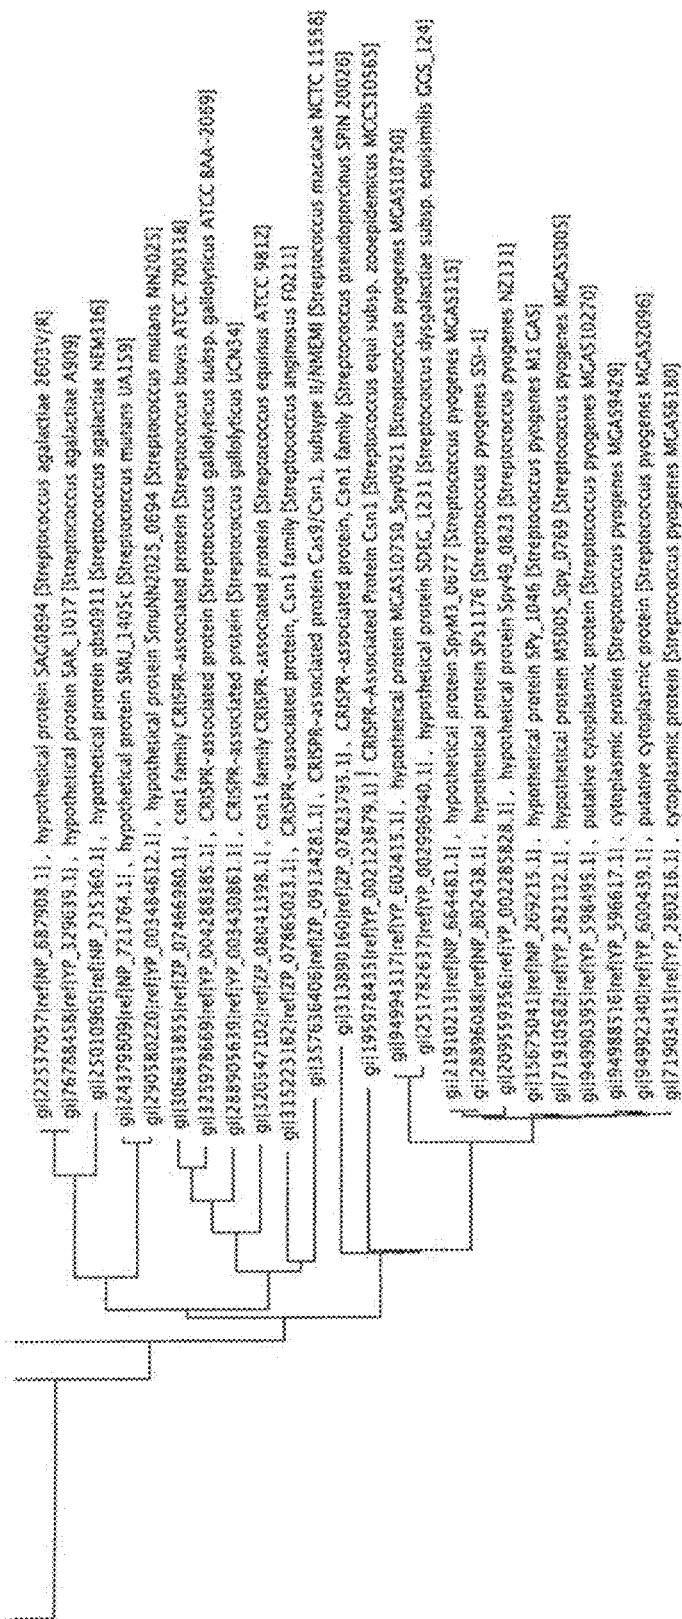 gi|22537057|ref|NP_687908.1| , hypothetical protein SAG0894 [Streptococcus agalactiae 2603V/R]
gi|76788458|ref|YP_329639.1| , hypothetical protein SAK_1017 [Streptococcus agalactiae A909]
gi|25010965|ref|NP_735360.1| , hypothetical protein gbs0911 [Streptococcus agalactiae NEM316]
gi|24379809|ref|NP_721764.1| , hypothetical protein SMU_1405c [Streptococcus mutans UA159]
gi|290580220|ref|YP_003484612.1| , hypothetical protein SmuNN2025_0694 [Streptococcus mutans NN2025]
gi|306831855|ref|ZP_07466980.1| , csn1 family CRISPR-associated protein [Streptococcus bovis ATCC 700338]
gi|325978669|ref|YP_004288385.1| , CRISPR-associated protein [Streptococcus gallolyticus subsp. gallolyticus ATCC BAA-2069]
gi|288905639|ref|YP_003430861.1| , CRISPR-associated protein [Streptococcus gallolyticus UCN34]
gi|320547102|ref|ZP_08041398.1| , csn1 family CRISPR-associated protein [Streptococcus equinus ATCC 9812]
gi|315223162|ref|ZP_07865023.1| , CRISPR-associated protein, Csn1 family [Streptococcus anginosus F0211]
gi|357636406|ref|ZP_09134281.1| , CRISPR-associated protein Cas9/Csn1, subtype II/NMEMI [Streptococcus macacae NCTC 11558]
gi|313890160|ref|ZP_07823795.1| , CRISPR-associated protein, Csn1 family [Streptococcus pseudoporcinus SPIN 20026]
gi|195978435|ref|YP_002123679.1| | CRISPR-Associated Protein Csn1 [Streptococcus equi subsp. zooepidemicus MGCS10565]
gi|94994317|ref|YP_602415.1| , hypothetical protein MGAS10750_Spy0921 [Streptococcus pyogenes MGAS10750]
gi|251782637|ref|YP_002996940.1| , hypothetical protein SDEG_1231 [Streptococcus dysgalactiae subsp. equisimilis GGS_124]
gi|21910213|ref|NP_664481.1| , hypothetical protein SpyM3_0677 [Streptococcus pyogenes MGAS315]
gi|28896088|ref|NP_802438.1| , hypothetical protein SPs1176 [Streptococcus pyogenes SSI-1]
gi|209559356|ref|YP_002285828.1| , hypothetical protein Spy49_0823 [Streptococcus pyogenes NZ131]
gi|15675041|ref|NP_269215.1| , hypothetical protein SPy_1046 [Streptococcus pyogenes M1 GAS]
gi|71910582|ref|YP_282132.1| , hypothetical protein M5005_Spy_0769 [Streptococcus pyogenes MGAS5005]
gi|94990395|ref|YP_598495.1| , putative cytoplasmic protein [Streptococcus pyogenes MGAS10270]
gi|94988516|ref|YP_596617.1| , cytoplasmic protein [Streptococcus pyogenes MGAS9429]
gi|94992340|ref|YP_600439.1| , putative cytoplasmic protein [Streptococcus pyogenes MGAS2096]
gi|71903413|ref|YP_280216.1| , cytoplasmic protein [Streptococcus pyogenes MGAS6180]